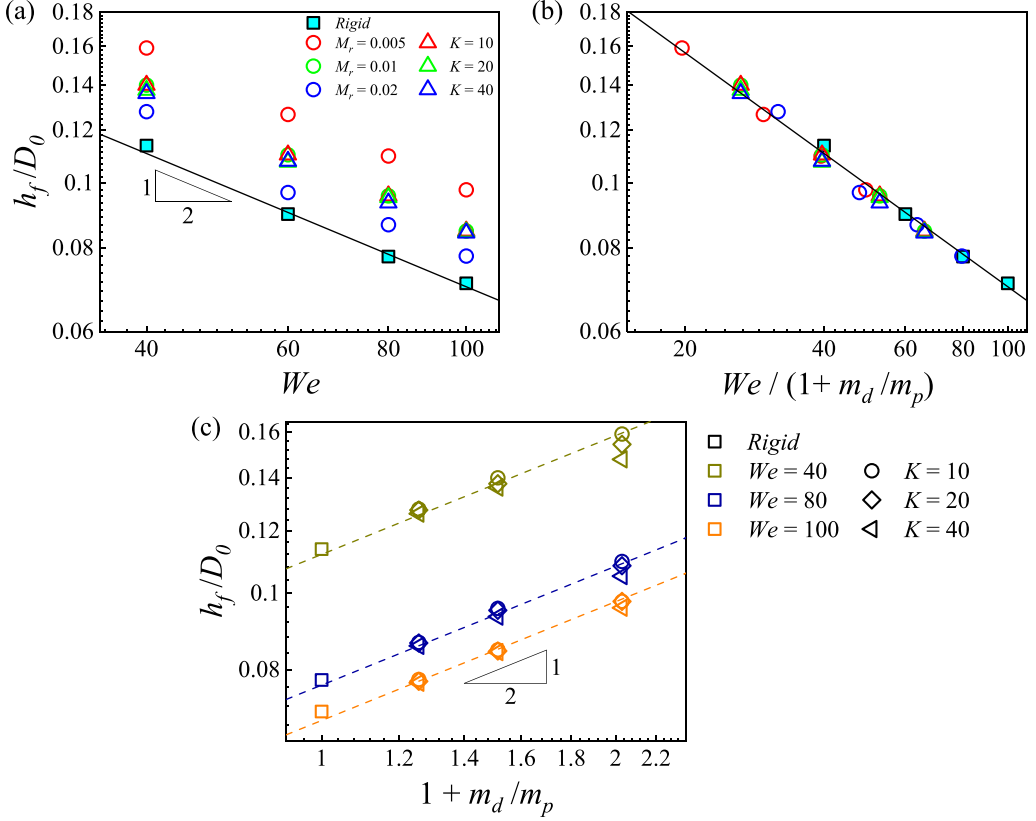 (a)
0.18
0.16
0.14
0.12
0.1
0.08
0.06
h_f/D_0
Rigid
M_r = 0.005
K = 10
M_r = 0.01
K = 20
M_r = 0.02
K = 40
1
2
40
60
80
100
We
(b)
0.18
0.16
0.14
0.12
0.1
0.08
0.06
20
40
60
80
100
We / (1+ m_d/m_p)
(c)
0.16
0.14
0.12
0.1
0.08
h_f/D_0
1
2
1
1.2
1.4
1.6
1.8
2
2.2
1 + m_d/m_p
Rigid
We = 40
K = 10
We = 80
K = 20
We = 100
K = 40